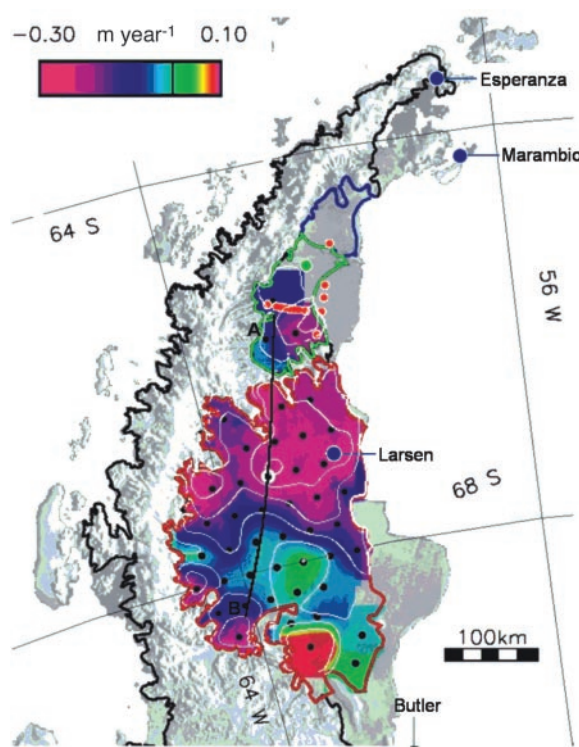 −0.30 m year⁻¹ 0.10
Esperanza
Marambio
64 S
56 W
A
Larsen
68 S
B
100km
64 W
Butler